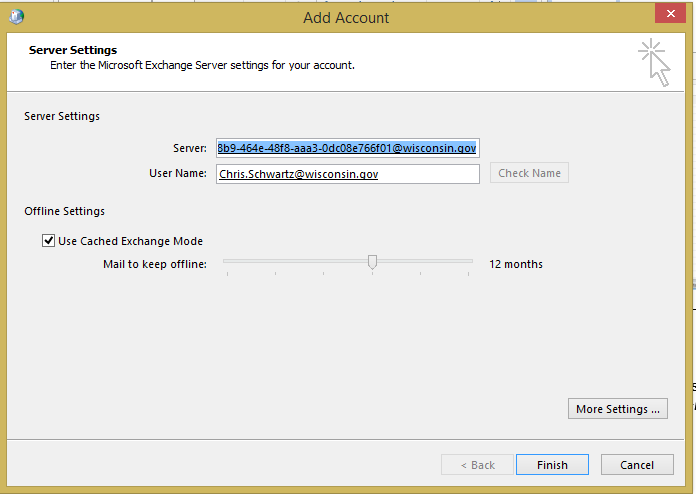 Add Account
Server Settings
Enter the Microsoft Exchange Server settings for your account.
Server Settings
Server: 8b9-464e-48f8-aaa3-0dc08e766f01@wisconsin.gov
User Name: Chris.Schwartz@wisconsin.gov Check Name
Offline Settings
Use Cached Exchange Mode
Mail to keep offline: 12 months
More Settings ...
< Back Finish Cancel